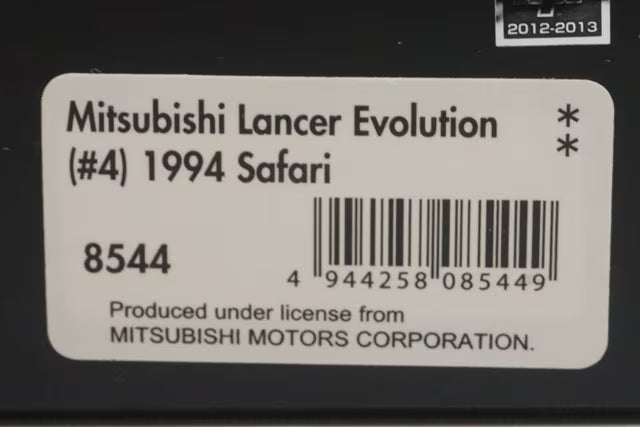 2012-2013
Mitsubishi Lancer Evolution **
(#4) 1994 Safari
8544
4 944258 085449
Produced under license from
MITSUBISHI MOTORS CORPORATION.